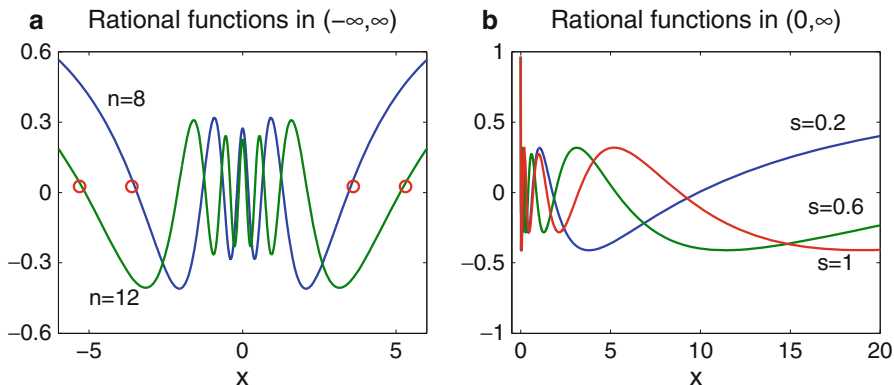 a Rational functions in (−∞,∞)
0.6
0.3
0
−0.3
−0.6
n=8
n=12
−5
0
5
x
b Rational functions in (0,∞)
1
0.5
0
−0.5
−1
s=0.2
s=0.6
s=1
0
5
10
15
20
x